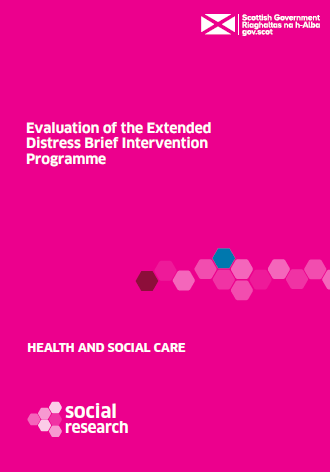 Scottish Government
Riaghaltas na h-Alba
gov.scot
Evaluation of the Extended
Distress Brief Intervention
Programme
HEALTH AND SOCIAL CARE
social
research